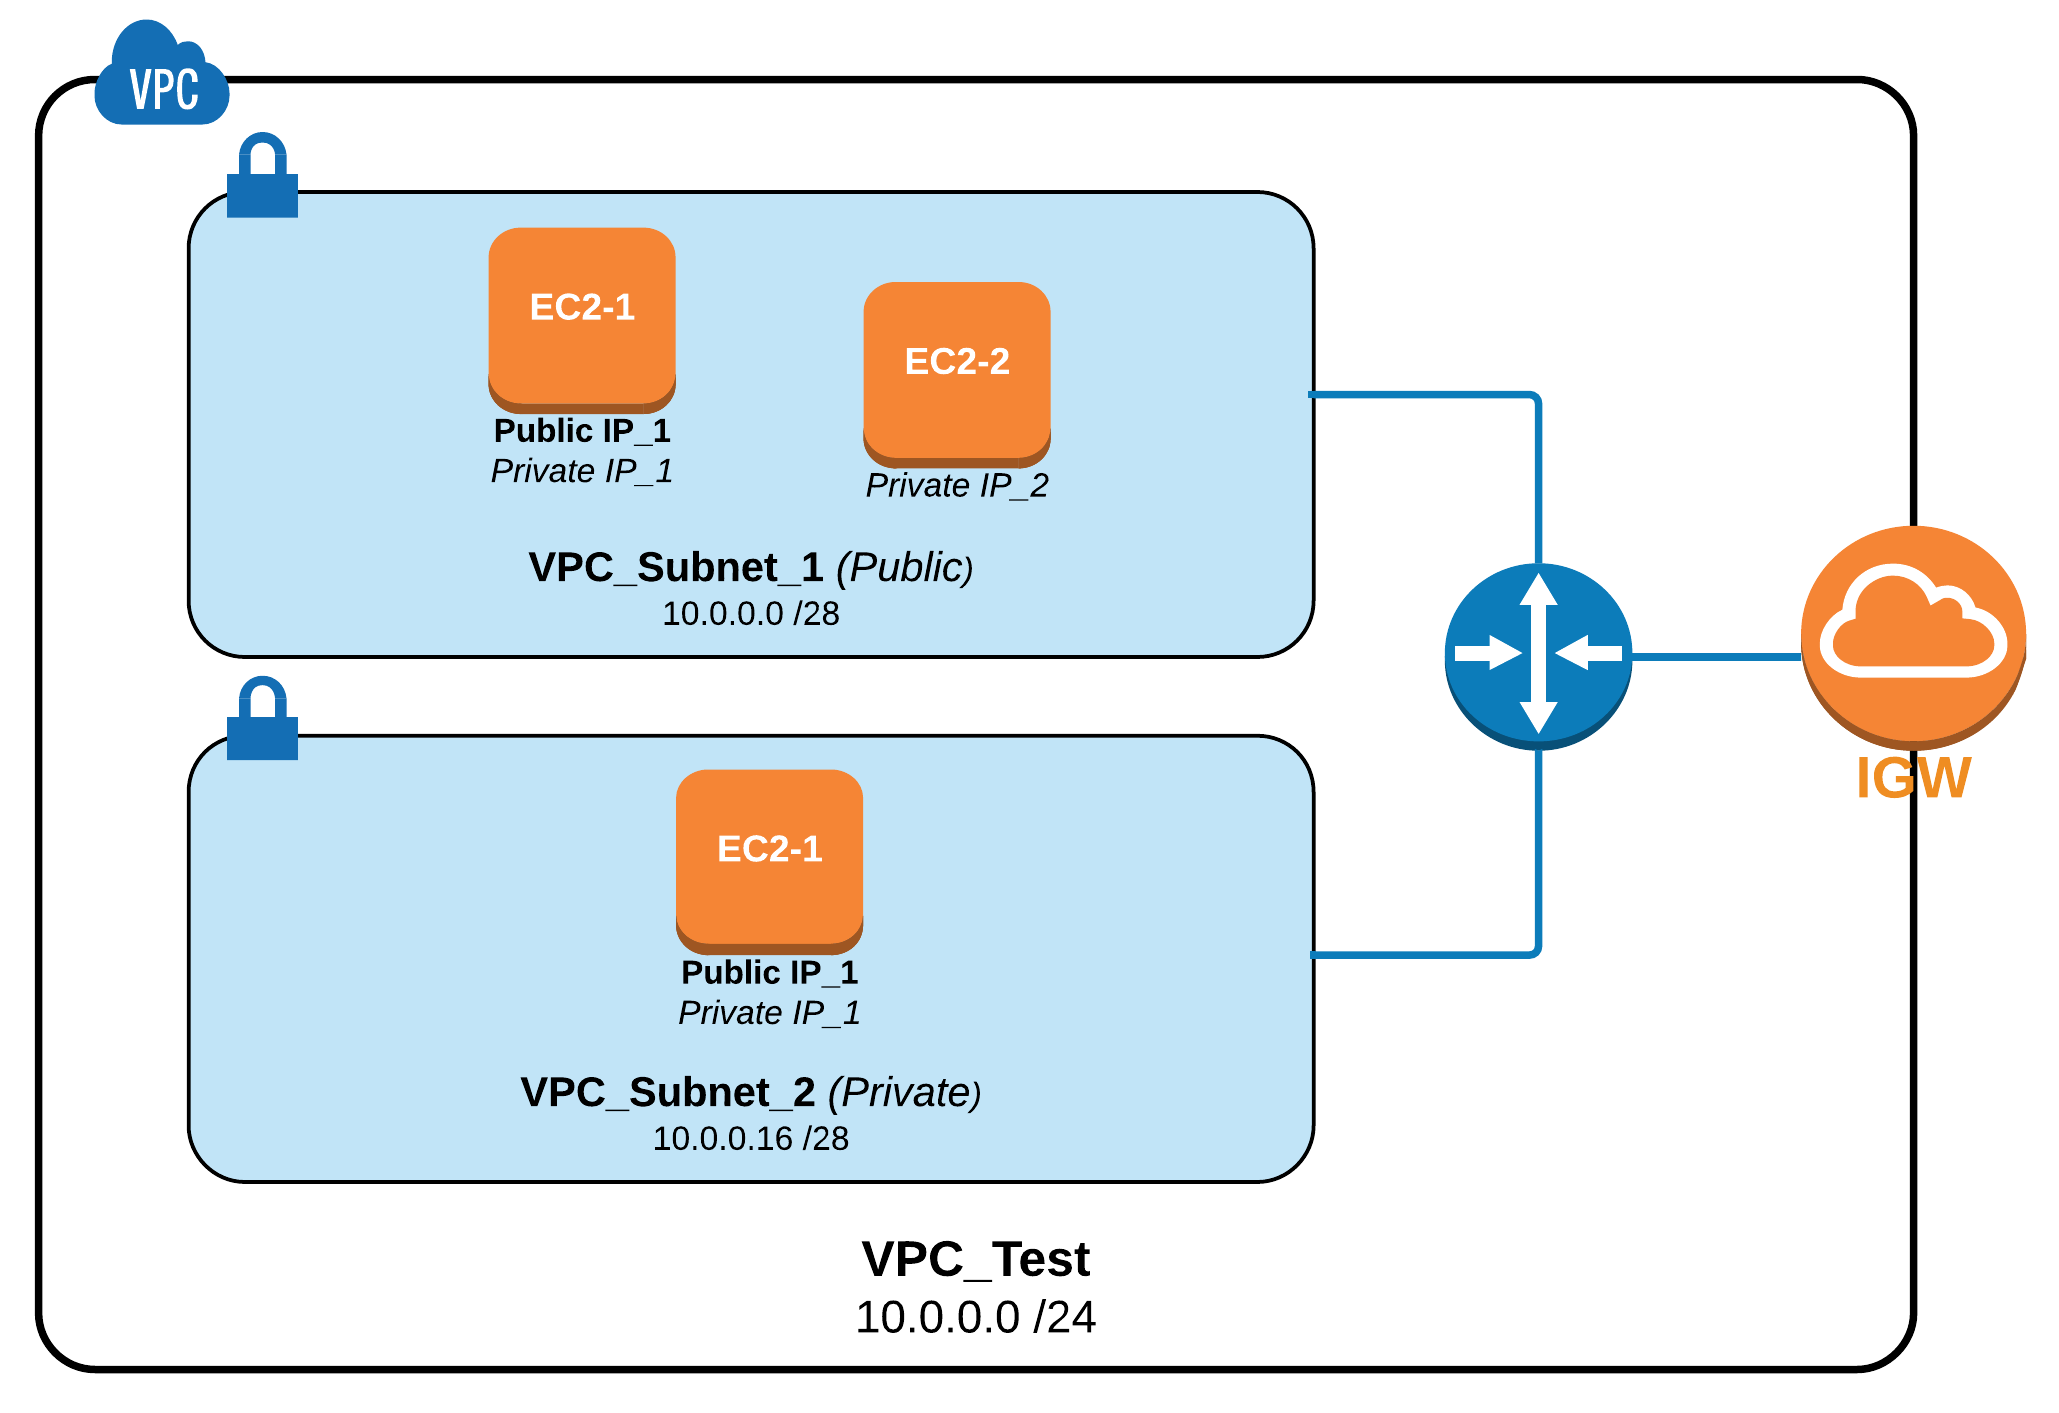 VPC
EC2-1
Public IP_1
Private IP_1
EC2-2
Private IP_2
VPC_Subnet_1 (Public)
10.0.0.0 /28
IGW
EC2-1
Public IP_1
Private IP_1
VPC_Subnet_2 (Private)
10.0.0.16 /28
VPC_Test
10.0.0.0 /24